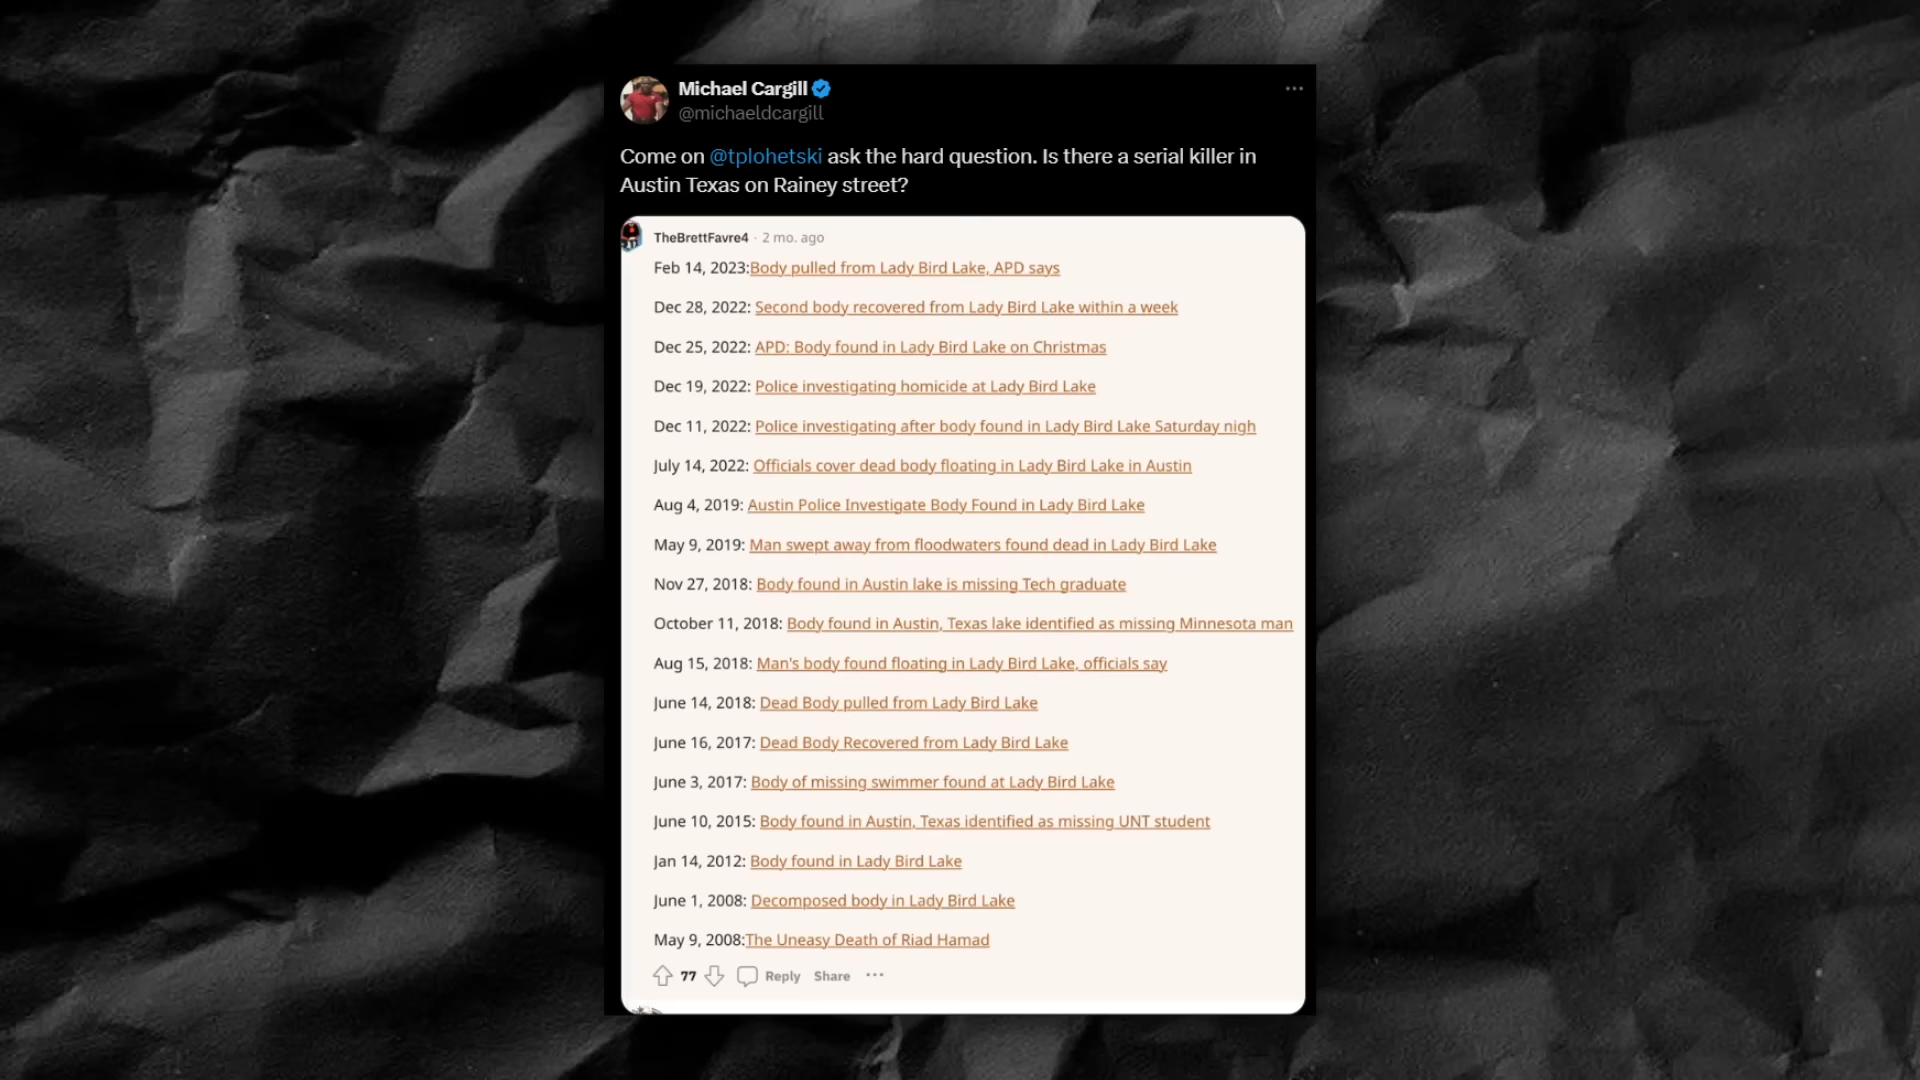 Michael Cargill
@michaeldcargill
Come on @tplohetski ask the hard question. Is there a serial killer in
Austin Texas on Rainey street?
TheBrettFavre4 · 2 mo. ago
Feb 14, 2023:Body pulled from Lady Bird Lake, APD says
Dec 28, 2022: Second body recovered from Lady Bird Lake within a week
Dec 25, 2022: APD: Body found in Lady Bird Lake on Christmas
Dec 19, 2022: Police investigating homicide at Lady Bird Lake
Dec 11, 2022: Police investigating after body found in Lady Bird Lake Saturday nigh
July 14, 2022: Officials cover dead body floating in Lady Bird Lake in Austin
Aug 4, 2019: Austin Police Investigate Body Found in Lady Bird Lake
May 9, 2019: Man swept away from floodwaters found dead in Lady Bird Lake
Nov 27, 2018: Body found in Austin lake is missing Tech graduate
October 11, 2018: Body found in Austin, Texas lake identified as missing Minnesota man
Aug 15, 2018: Man's body found floating in Lady Bird Lake, officials say
June 14, 2018: Dead Body pulled from Lady Bird Lake
June 16, 2017: Dead Body Recovered from Lady Bird Lake
June 3, 2017: Body of missing swimmer found at Lady Bird Lake
June 10, 2015: Body found in Austin, Texas identified as missing UNT student
Jan 14, 2012: Body found in Lady Bird Lake
June 1, 2008: Decomposed body in Lady Bird Lake
May 9, 2008:The Uneasy Death of Riad Hamad
77 Reply Share ···